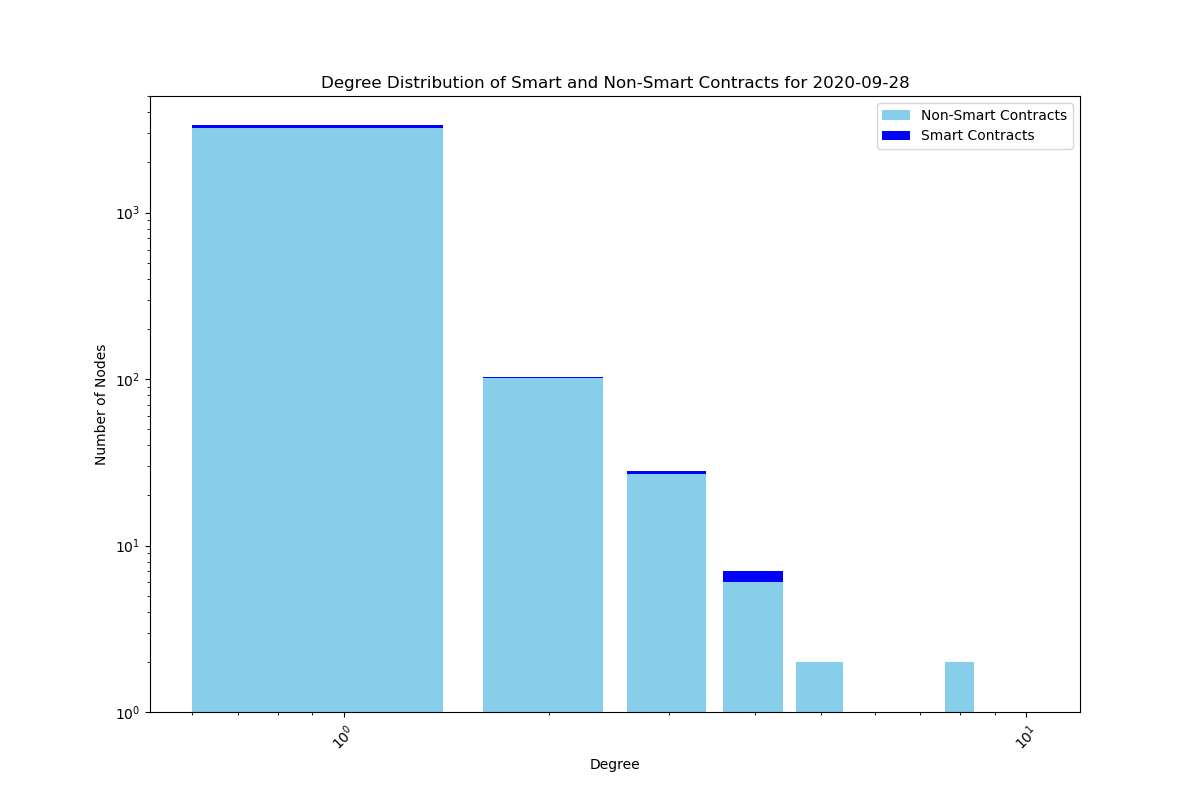 Degree Distribution of Smart and Non-Smart Contracts for 2020-09-28
Non-Smart Contracts
Smart Contracts
Number of Nodes
10³
10²
10¹
10⁰
10⁰ 10¹
Degree